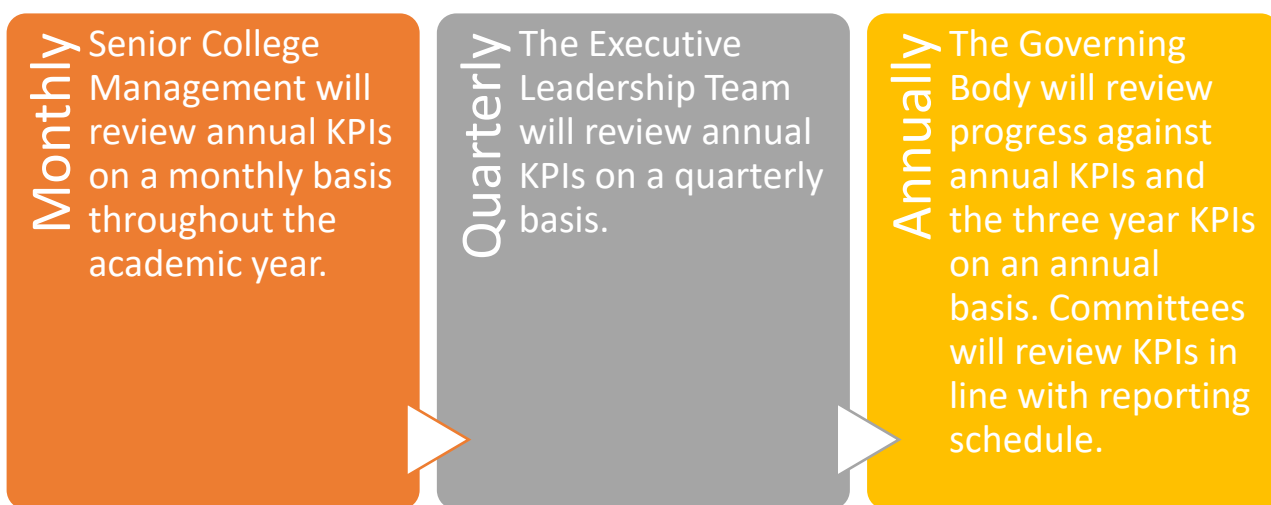 Monthly
Senior College
Management will
review annual KPIs
on a monthly basis
throughout the
academic year.
Quarterly
The Executive
Leadership Team
will review annual
KPIs on a quarterly
basis.
Annually
The Governing
Body will review
progress against
annual KPIs and
the three year KPIs
on an annual
basis. Committees
will review KPIs in
line with reporting
schedule.